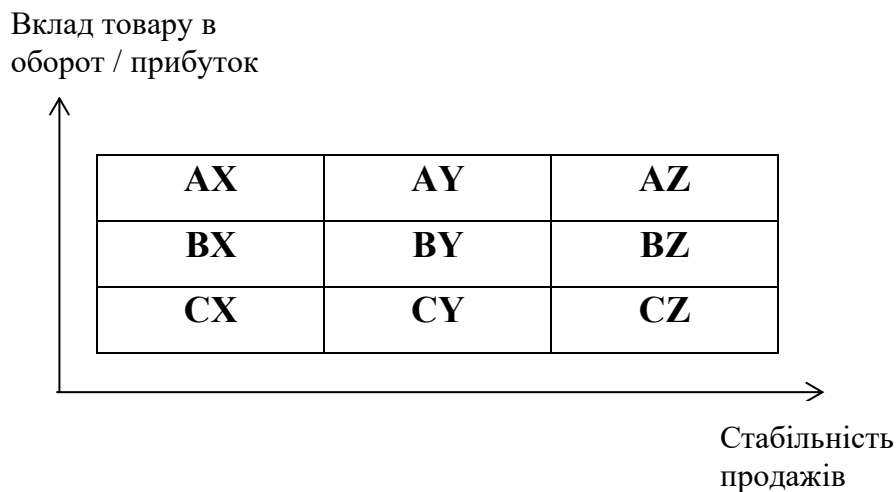 Вклад товару в
оборот / прибуток
AX AY AZ
BX BY BZ
CX CY CZ
Стабільність
продажів